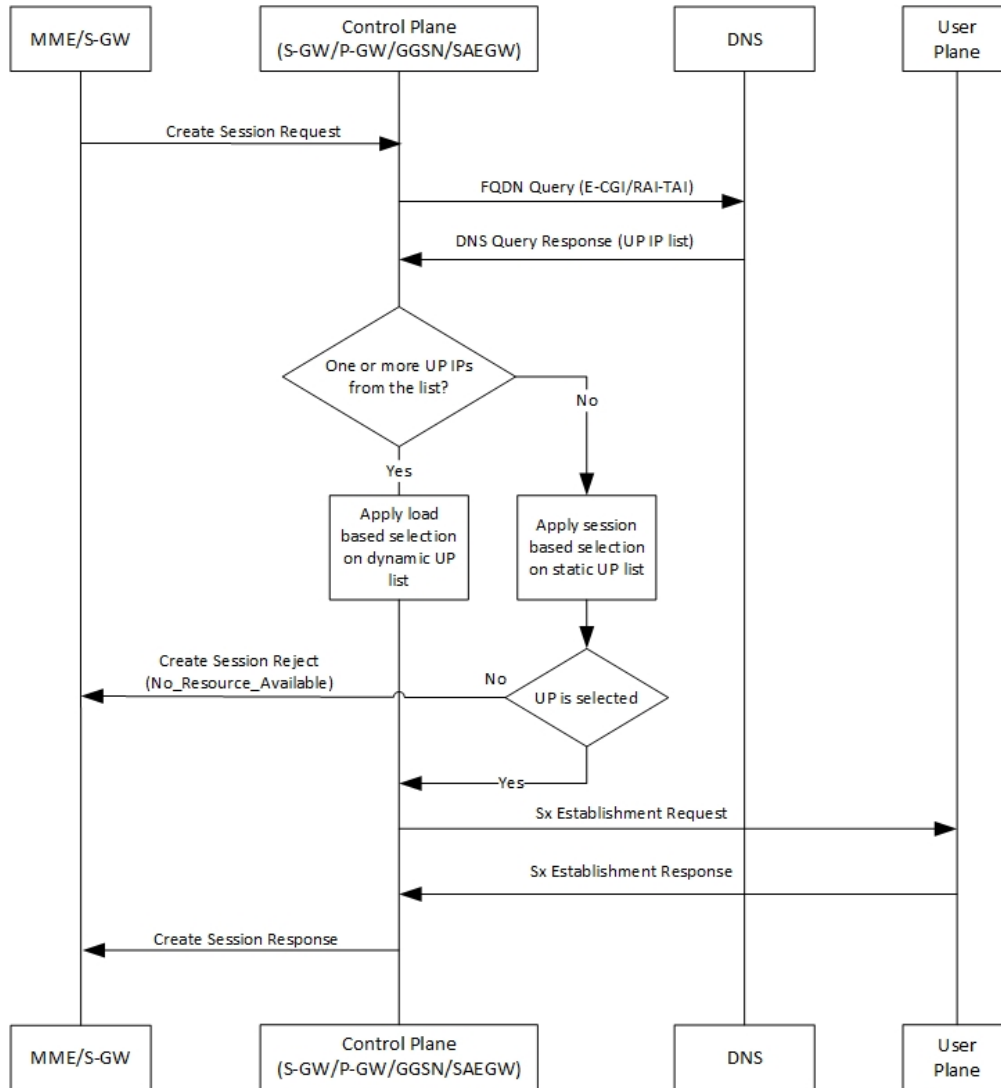 MME/S-GW
Control Plane
(S-GW/P-GW/GGSN/SAEGW)
DNS
User
Plane
Create Session Request
FQDN Query (E-CGI/RAI-TAI)
DNS Query Response (UP IP list)
One or more UP IPs
from the list?
No
Yes
Apply load
based selection
on dynamic UP
list
Apply session
based selection
on static UP list
Create Session Reject
(No_Resource_Available)
No
UP is selected
Yes
Sx Establishment Request
Sx Establishment Response
Create Session Response
MME/S-GW
Control Plane
(S-GW/P-GW/GGSN/SAEGW)
DNS
User
Plane